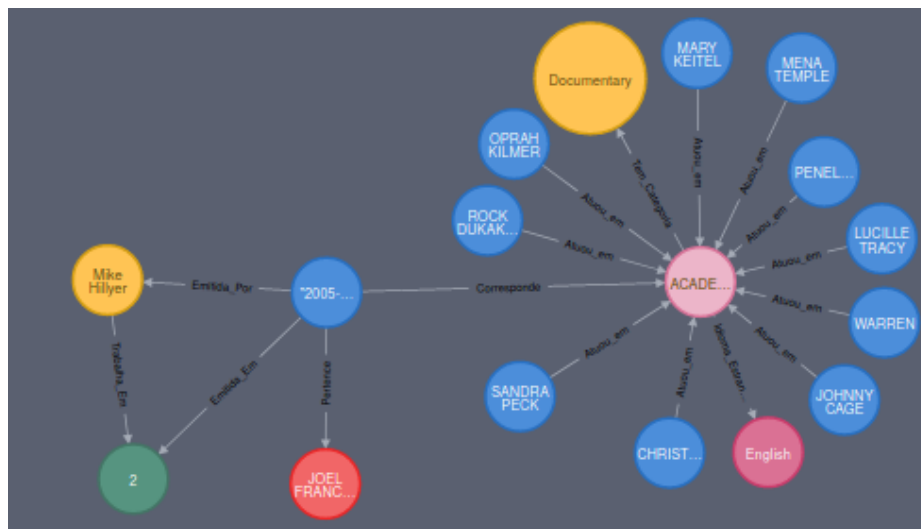 MARY
KEITEL
MENA
TEMPLE
Documentary
OPRAH
KILMER
PENEL...
ROCK
DUKAK...
LUCILLE
TRACY
Atuou_em
Atuou_em
Tem_Categoria
Atuou_em
Atuou_em
Atuou_em
Atuou_em
Mike
Hillyer
Emitida_Por
"2005-...
Corresponde
ACADE...
Atuou_em
WARREN
Trabalha_Em
Emitida_Em
Pertence
Atuou_em
Atuou_em
Idioma_Estran...
Atuou_em
SANDRA
PECK
JOHNNY
CAGE
2
JOEL
FRANC...
CHRIST...
English